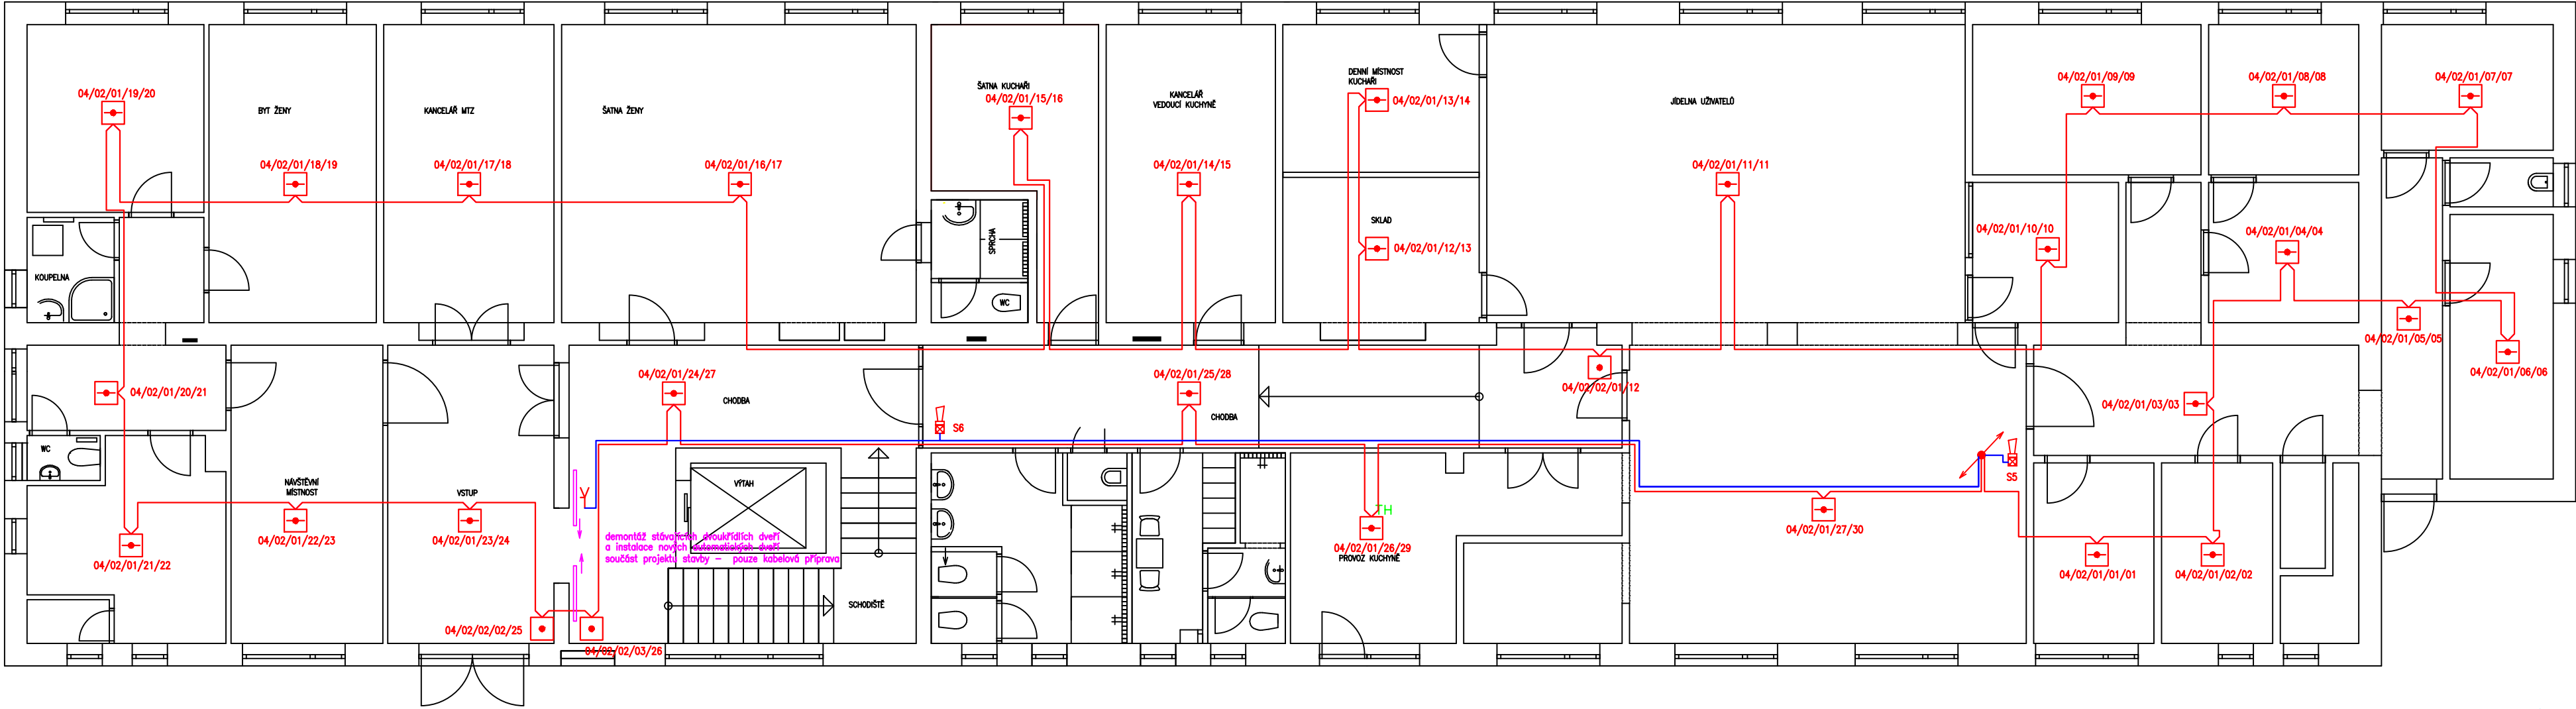 04/02/01/19/20
BYT ŽENY
KANCELÁŘ MTZ
ŠATNA ŽENY
ŠATNA KUCHAŘI
04/02/01/15/16
KANCELÁŘ
VEDOUCÍ KUCHYNĚ
DENNÍ MÍSTNOST
KUCHAŘI
04/02/01/13/14
JÍDELNA UŽIVATELŮ
04/02/01/09/09
04/02/01/08/08
04/02/01/07/07
04/02/01/18/19
04/02/01/17/18
04/02/01/16/17
04/02/01/14/15
04/02/01/11/11
SPRCHA
SKLAD
04/02/01/12/13
04/02/01/10/10
04/02/01/04/04
KOUPELNA
WC
04/02/01/05/05
04/02/01/06/06
04/02/01/20/21
04/02/01/24/27
CHODBA
04/02/01/25/28
CHODBA
04/02/02/01/12
04/02/01/03/03
S6
WC
NÁVŠTĚVNÍ
MÍSTNOST
VSTUP
VÝTAH
S5
TH
04/02/01/21/22
04/02/01/22/23
04/02/01/23/24
demontáž stávajících dvoukřídlích dveří
a instalace nových automatických dveří
součást projektu stavby – pouze kabelová příprava
04/02/01/26/29
PROVOZ KUCHYNĚ
04/02/01/27/30
04/02/01/01/01
04/02/01/02/02
SCHODIŠTĚ
04/02/02/02/25
04/02/02/03/26